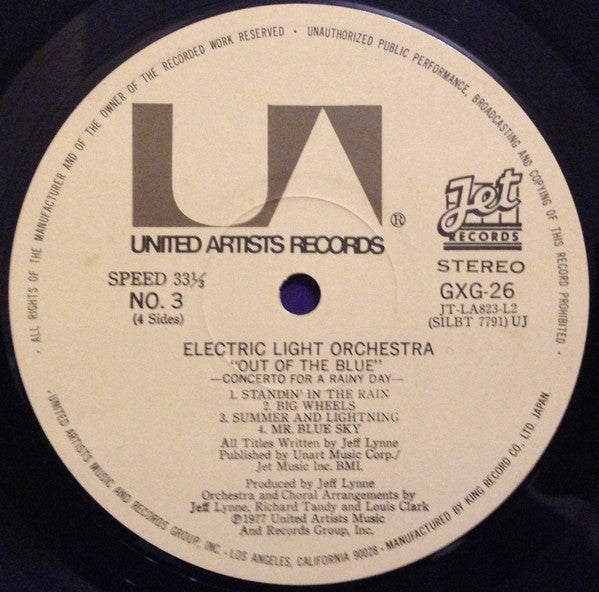 · ALL RIGHTS OF THE MANUFACTURER AND OF THE OWNER OF THE RECORDED WORK RESERVED · UNAUTHORIZED PUBLIC PERFORMANCE, BROADCASTING AND COPYING OF THIS RECORD PROHIBITED ·
UA
®
UNITED ARTISTS RECORDS
Jet
RECORDS
SPEED 33⅓
NO. 3
(4 Sides)
STEREO
GXG-26
JT-LA823-L2
(SILBT 7791) UJ
ELECTRIC LIGHT ORCHESTRA
"OUT OF THE BLUE"
—CONCERTO FOR A RAINY DAY—
1. STANDIN' IN THE RAIN
2. BIG WHEELS
3. SUMMER AND LIGHTNING
4. MR. BLUE SKY
All Titles Written by Jeff Lynne
Published by Unart Music Corp./
Jet Music Inc. BMI.
Produced by Jeff Lynne
Orchestra and Choral Arrangements by
Jeff Lynne, Richard Tandy and Louis Clark
℗1977 United Artists Music
And Records Group, Inc.
·UNITED ARTISTS MUSIC AND RECORDS GROUP, INC. · LOS ANGELES, CALIFORNIA 90028 · MANUFACTURED BY KING RECORD CO., LTD. JAPAN.